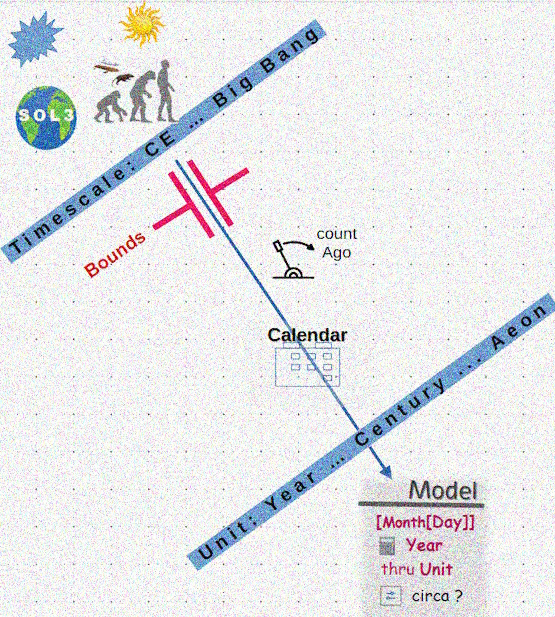 SOL3
Timescale: CE ... Big Bang
Bounds
count
Ago
Calendar
Unit: Year ... Century ... Aeon
Model
[Month[Day]]
Year
thru Unit
circa ?